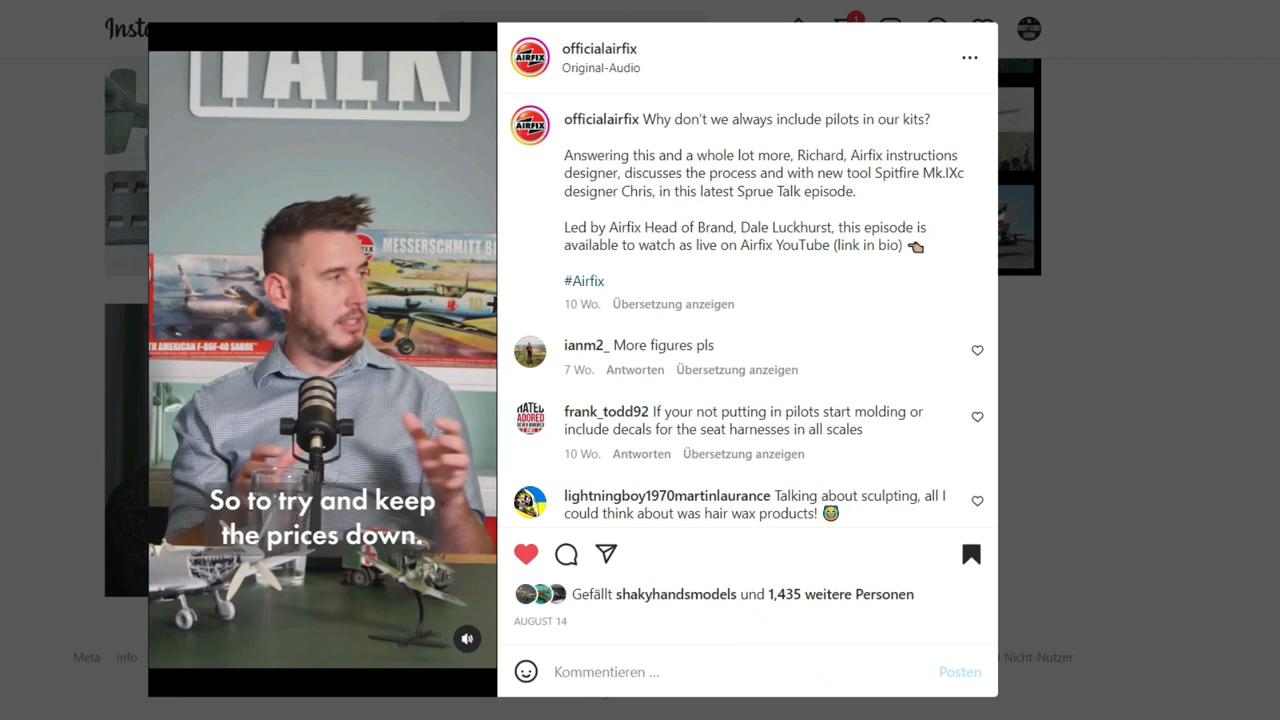 Insta
1
TALK
MESSERSCHMITT B
TH AMERICAN F-86F-40 SABRE
10
So to try and keep
the prices down.
AIRFIX
officialairfix
Original-Audio
AIRFIX
officialairfix Why don't we always include pilots in our kits?
Answering this and a whole lot more, Richard, Airfix instructions
designer, discusses the process and with new tool Spitfire Mk.IXc
designer Chris, in this latest Sprue Talk episode.
Led by Airfix Head of Brand, Dale Luckhurst, this episode is
available to watch as live on Airfix YouTube (link in bio) 👈🏽
#Airfix
10 Wo. Übersetzung anzeigen
ianm2_ More figures pls
7 Wo. Antworten Übersetzung anzeigen
HATED
ADORED
frank_todd92 If your not putting in pilots start molding or
include decals for the seat harnesses in all scales
10 Wo. Antworten Übersetzung anzeigen
lightningboy1970martinlaurance Talking about sculpting, all I
could think about was hair wax products! 😂
Gefällt shakyhandsmodels und 1,435 weitere Personen
AUGUST 14
Kommentieren ...
Posten
Meta Info
Nicht-Nutzer